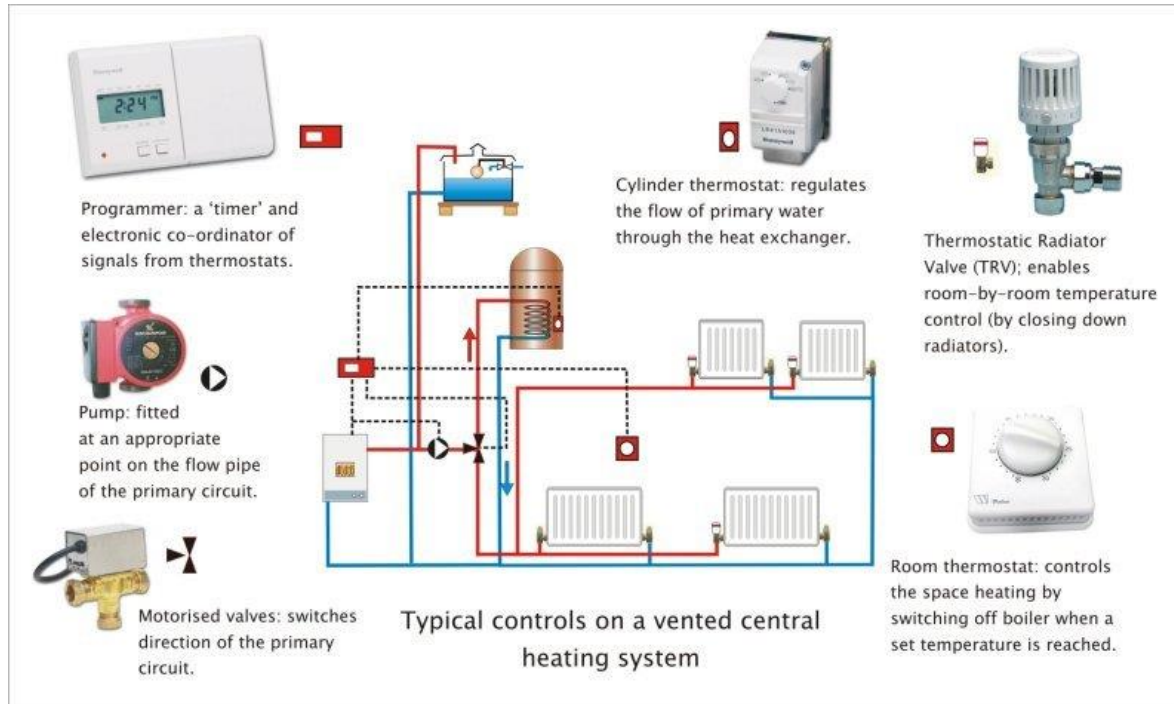 Honeywell
2:24
Programmer: a ‘timer’ and
electronic co-ordinator of
signals from thermostats.
Pump: fitted
at an appropriate
point on the flow pipe
of the primary circuit.
Motorised valves: switches
direction of the primary
circuit.
Honeywell
Cylinder thermostat: regulates
the flow of primary water
through the heat exchanger.
Thermostatic Radiator
Valve (TRV); enables
room-by-room temperature
control (by closing down
radiators).
Room thermostat: controls
the space heating by
switching off boiler when a
set temperature is reached.
Typical controls on a vented central
heating system